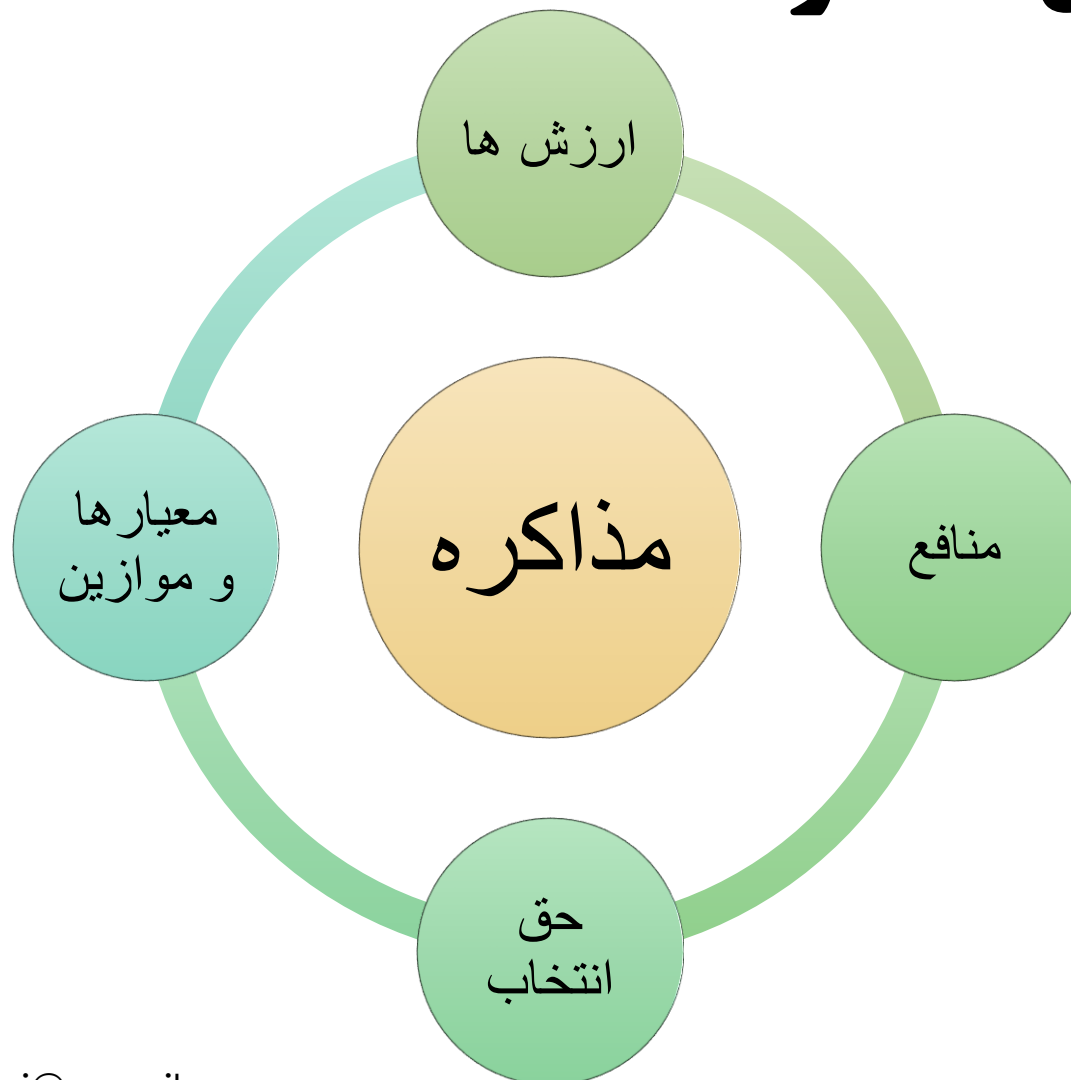 ارزش ها
معیارها
و موازین
مذاکره
منافع
حق
انتخاب